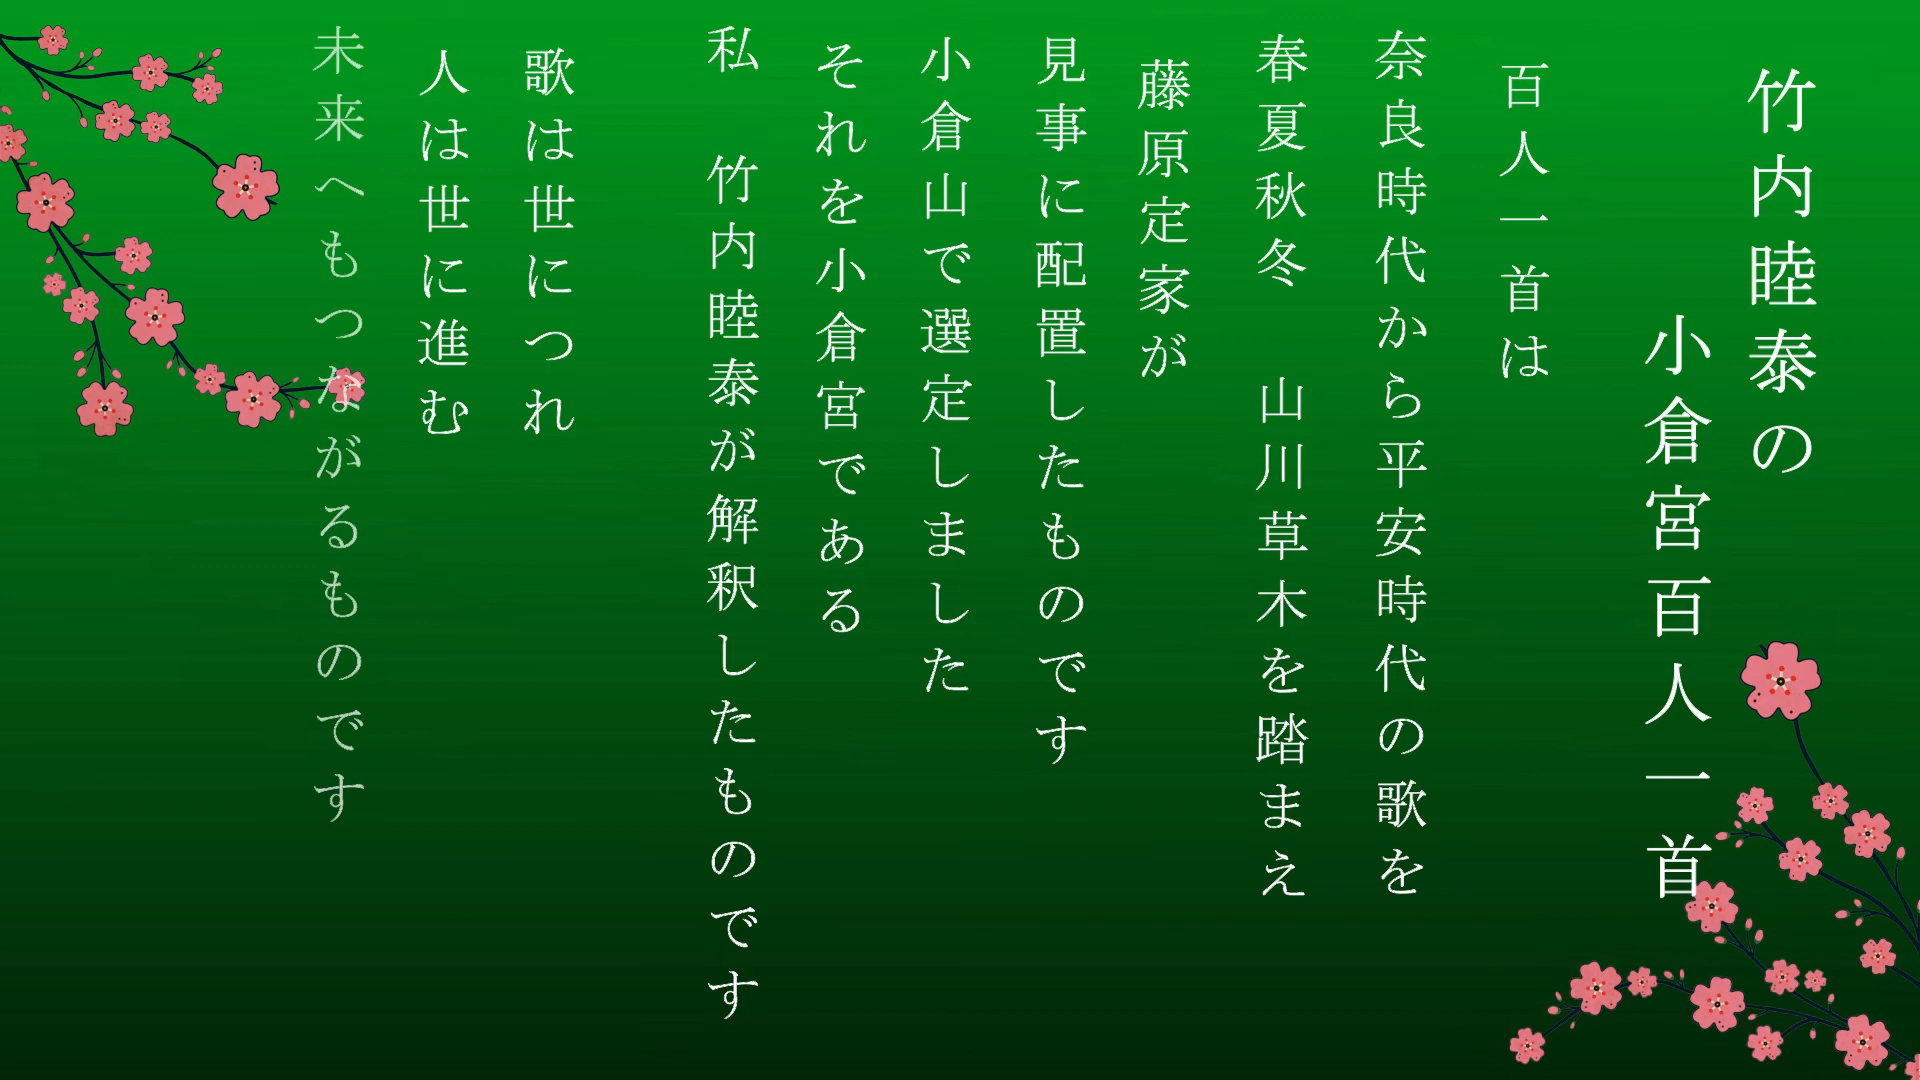 竹内睦泰の
小倉宮百人一首
百人一首は
奈良時代から平安時代の歌を
春夏秋冬　山川草木を踏まえ
藤原定家が
見事に配置したものです
小倉山で選定しました
それを小倉宮である
私　竹内睦泰が解釈したものです
歌は世につれ
人は世に進む
未来へもつながるものです